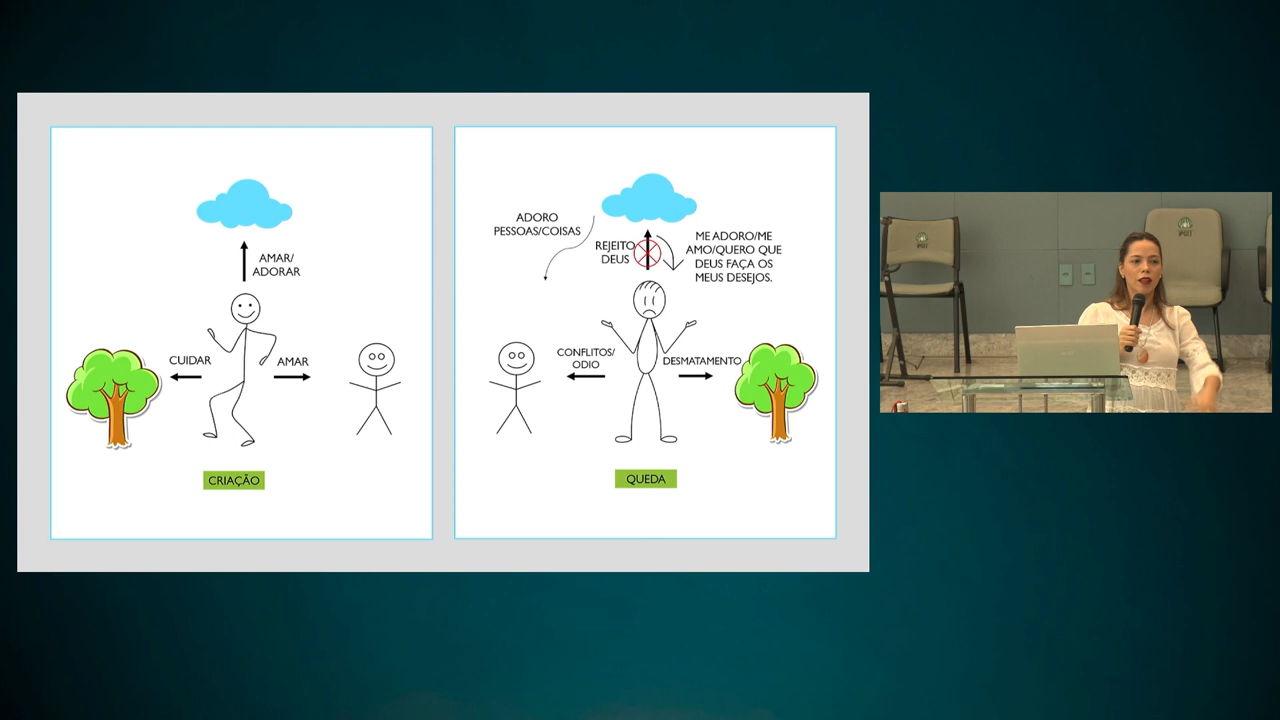 AMAR/
ADORAR
CUIDAR
AMAR
CRIAÇÃO
ADORO
PESSOAS/COISAS
REJEITO
DEUS
ME ADORO/ME
AMO/QUERO QUE
DEUS FAÇA OS
MEUS DESEJOS.
CONFLITOS/
ODIO
DESMATAMENTO
QUEDA